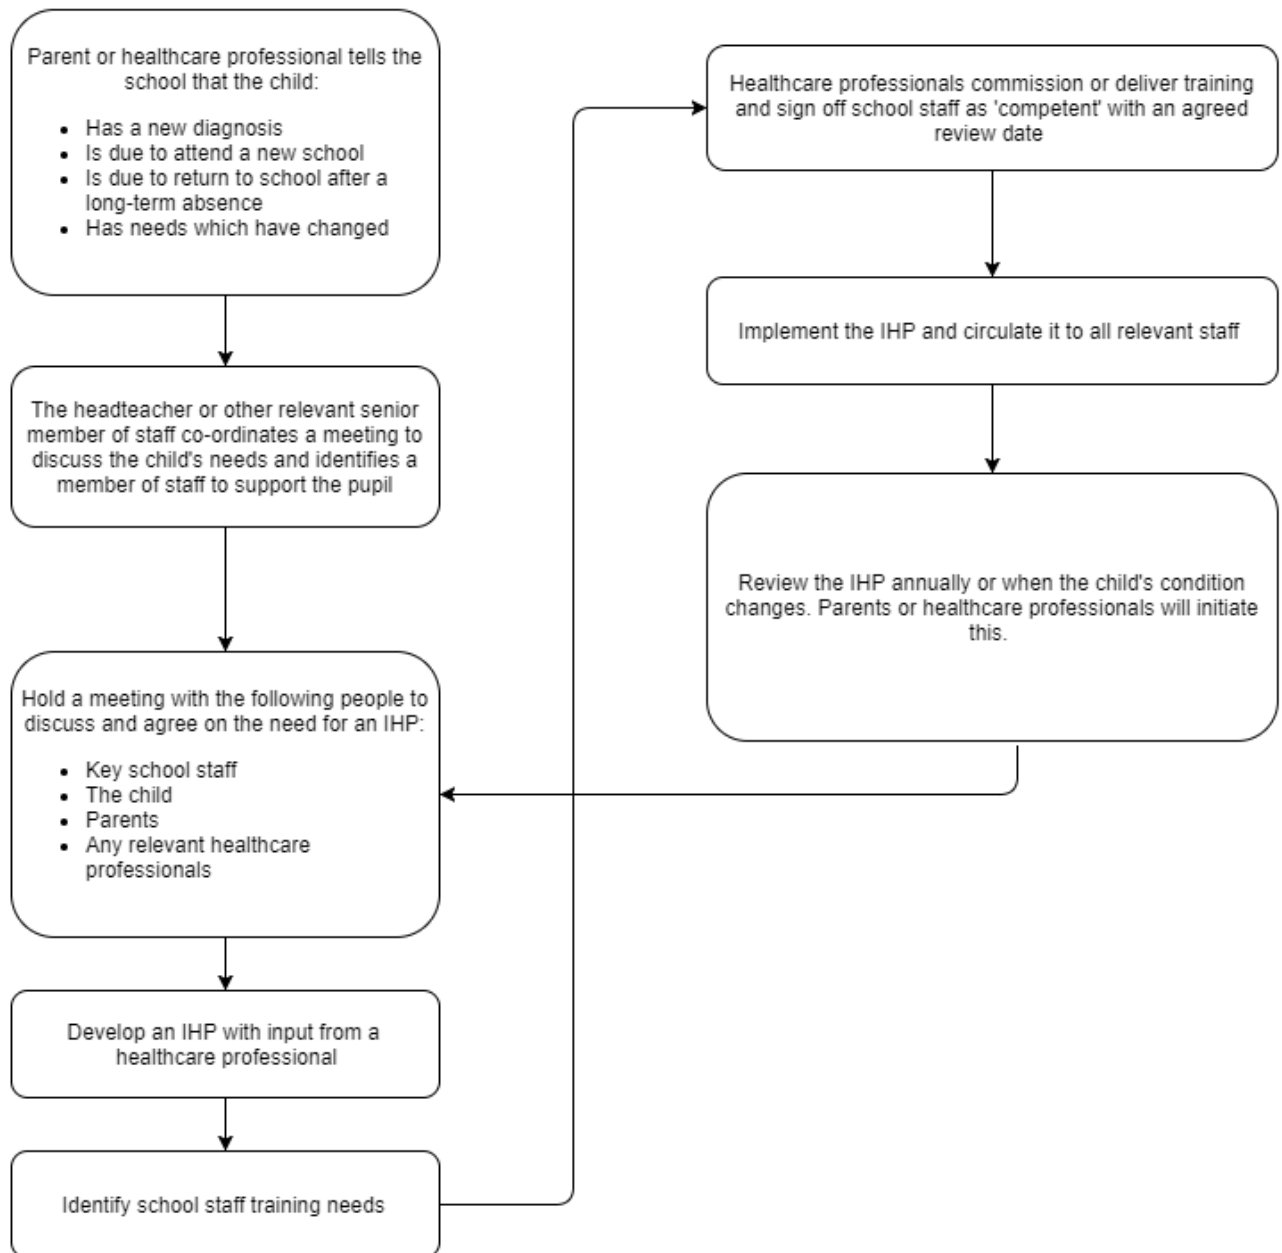 Parent or healthcare professional tells the
school that the child:
• Has a new diagnosis
• Is due to attend a new school
• Is due to return to school after a
long-term absence
• Has needs which have changed
The headteacher or other relevant senior
member of staff co-ordinates a meeting to
discuss the child's needs and identifies a
member of staff to support the pupil
Hold a meeting with the following people to
discuss and agree on the need for an IHP:
• Key school staff
• The child
• Parents
• Any relevant healthcare
professionals
Develop an IHP with input from a
healthcare professional
Identify school staff training needs
Healthcare professionals commission or deliver training
and sign off school staff as 'competent' with an agreed
review date
Implement the IHP and circulate it to all relevant staff
Review the IHP annually or when the child's condition
changes. Parents or healthcare professionals will initiate
this.